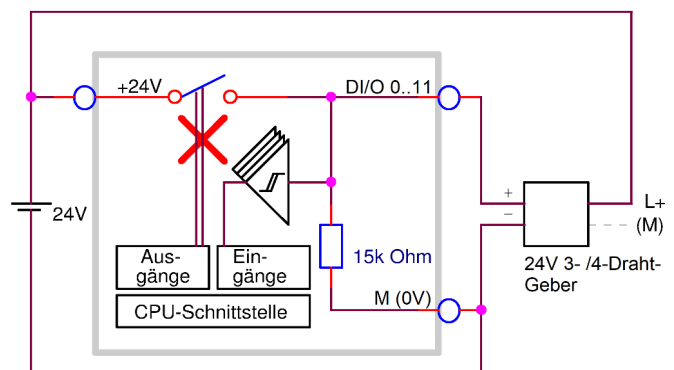 +24V
DI/O 0..11
24V
+
−
L+
(M)
15k Ohm
Aus-
gänge
Ein-
gänge
24V 3- /4-Draht-
Geber
M (0V)
CPU-Schnittstelle